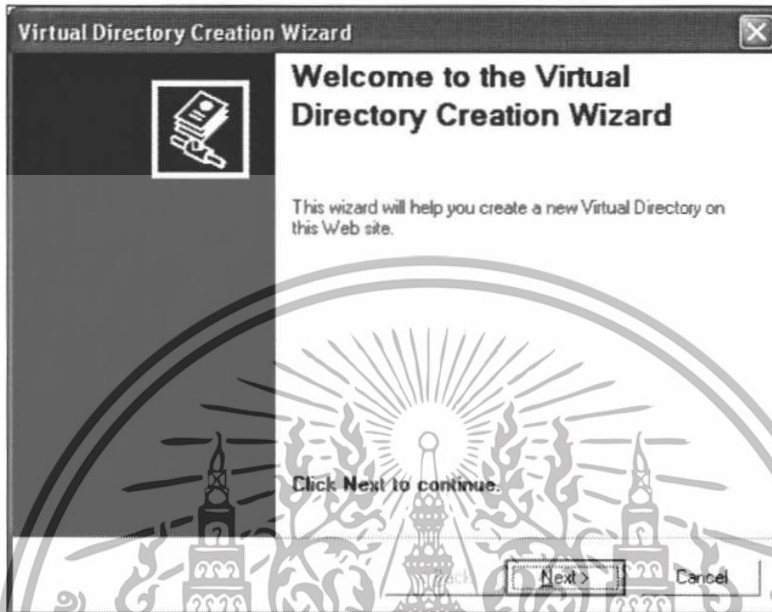 Virtual Directory Creation Wizard
Welcome to the Virtual
Directory Creation Wizard
This wizard will help you create a new Virtual Directory on
this Web site.
Click Next to continue.
Next > Cancel